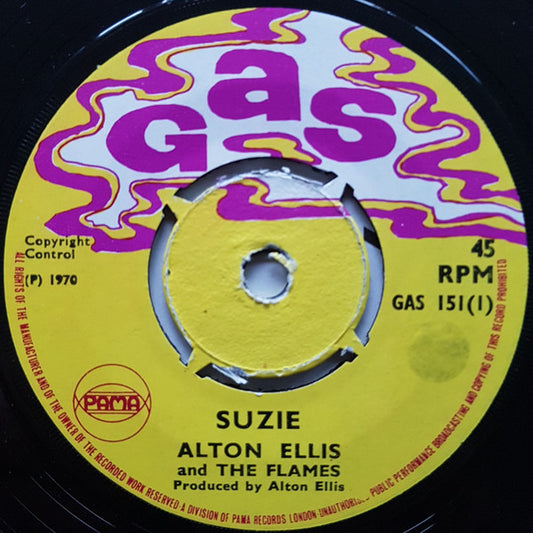 Gas
Copyright
Control
(P) 1970
45
RPM
GAS 151(1)
PAMA
SUZIE
ALTON ELLIS
and THE FLAMES
Produced by Alton Ellis
ALL RIGHTS OF THE MANUFACTURER AND OF THE OWNER OF THE RECORDED WORK RESERVED-A DIVISION OF PAMA RECORDS LONDON-UNAUTHORISED PUBLIC PERFORMANCE BROADCASTING AND COPYING OF THIS RECORD PROHIBITED